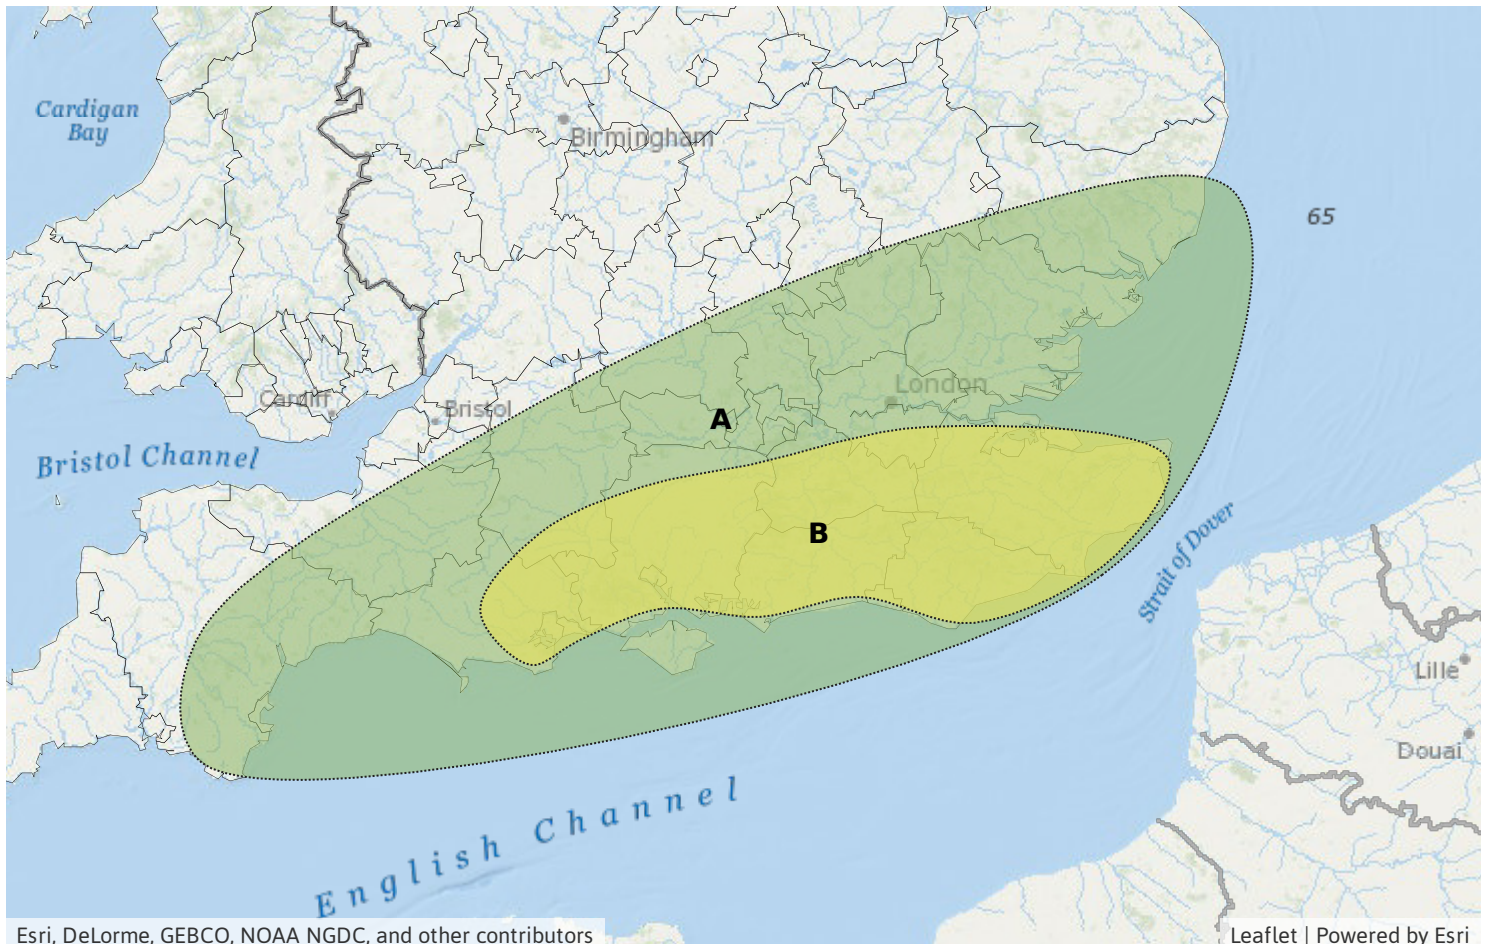 Cardigan
Bay
Birmingham
65
London
Cardiff
Bristol
A
Bristol Channel
B
Strait of Dover
Lille
Douai
English Channel
Esri, DeLorme, GEBCO, NOAA NGDC, and other contributors
Leaflet | Powered by Esri